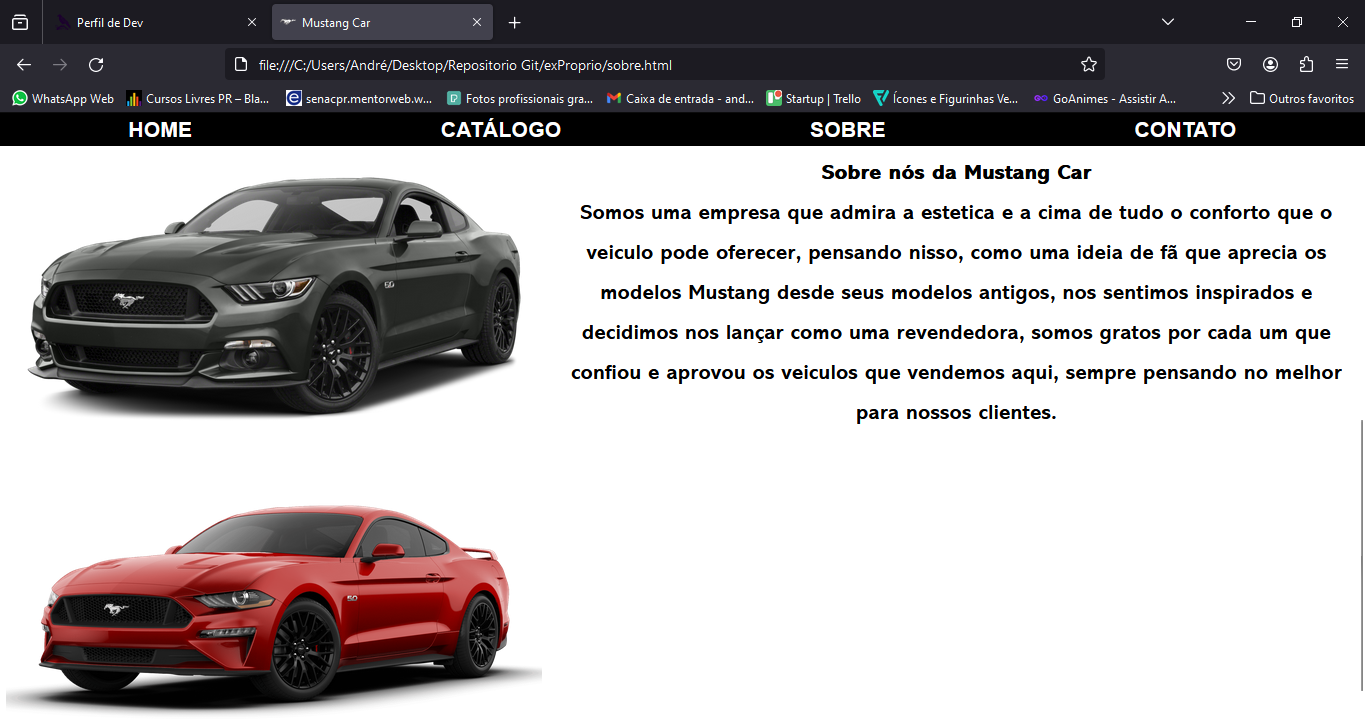 Perfil de Dev
Mustang Car
file:///C:/Users/André/Desktop/Repositorio Git/exProprio/sobre.html
WhatsApp Web
Cursos Livres PR – Bla...
senacpr.mentorweb.w...
Fotos profissionais gra...
Caixa de entrada - and...
Startup | Trello
Ícones e Figurinhas Ve...
GoAnimes - Assistir A...
Outros favoritos
HOME
CATÁLOGO
SOBRE
CONTATO
Sobre nós da Mustang Car
Somos uma empresa que admira a estetica e a cima de tudo o conforto que o
veiculo pode oferecer, pensando nisso, como uma ideia de fã que aprecia os
modelos Mustang desde seus modelos antigos, nos sentimos inspirados e
decidimos nos lançar como uma revendedora, somos gratos por cada um que
confiou e aprovou os veiculos que vendemos aqui, sempre pensando no melhor
para nossos clientes.
5.0
5.0